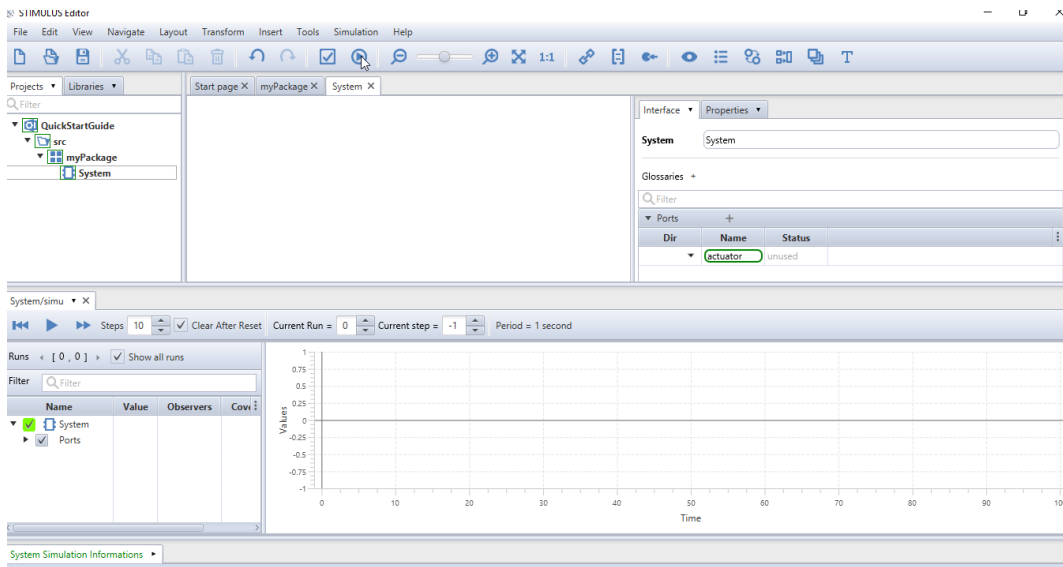 STIMULUS Editor
File Edit View Navigate Layout Transform Insert Tools Simulation Help
1:1 T
Projects Libraries
Start page myPackage System
Filter
QuickStartGuide
src
myPackage
System
Interface Properties
System System
Glossaries +
Filter
Ports +
Dir Name Status
actuator unused
System/simu
Steps 10 Clear After Reset Current Run = 0 Current step = -1 Period = 1 second
Runs [ 0 , 0 ] Show all runs
Filter Filter
Name Value Observers
System
Ports
1
0.75
0.5
0.25
0
-0.25
-0.5
-0.75
-1
Values
0 10 20 30 40 50 60 70 80 90
Time
System Simulation Informations